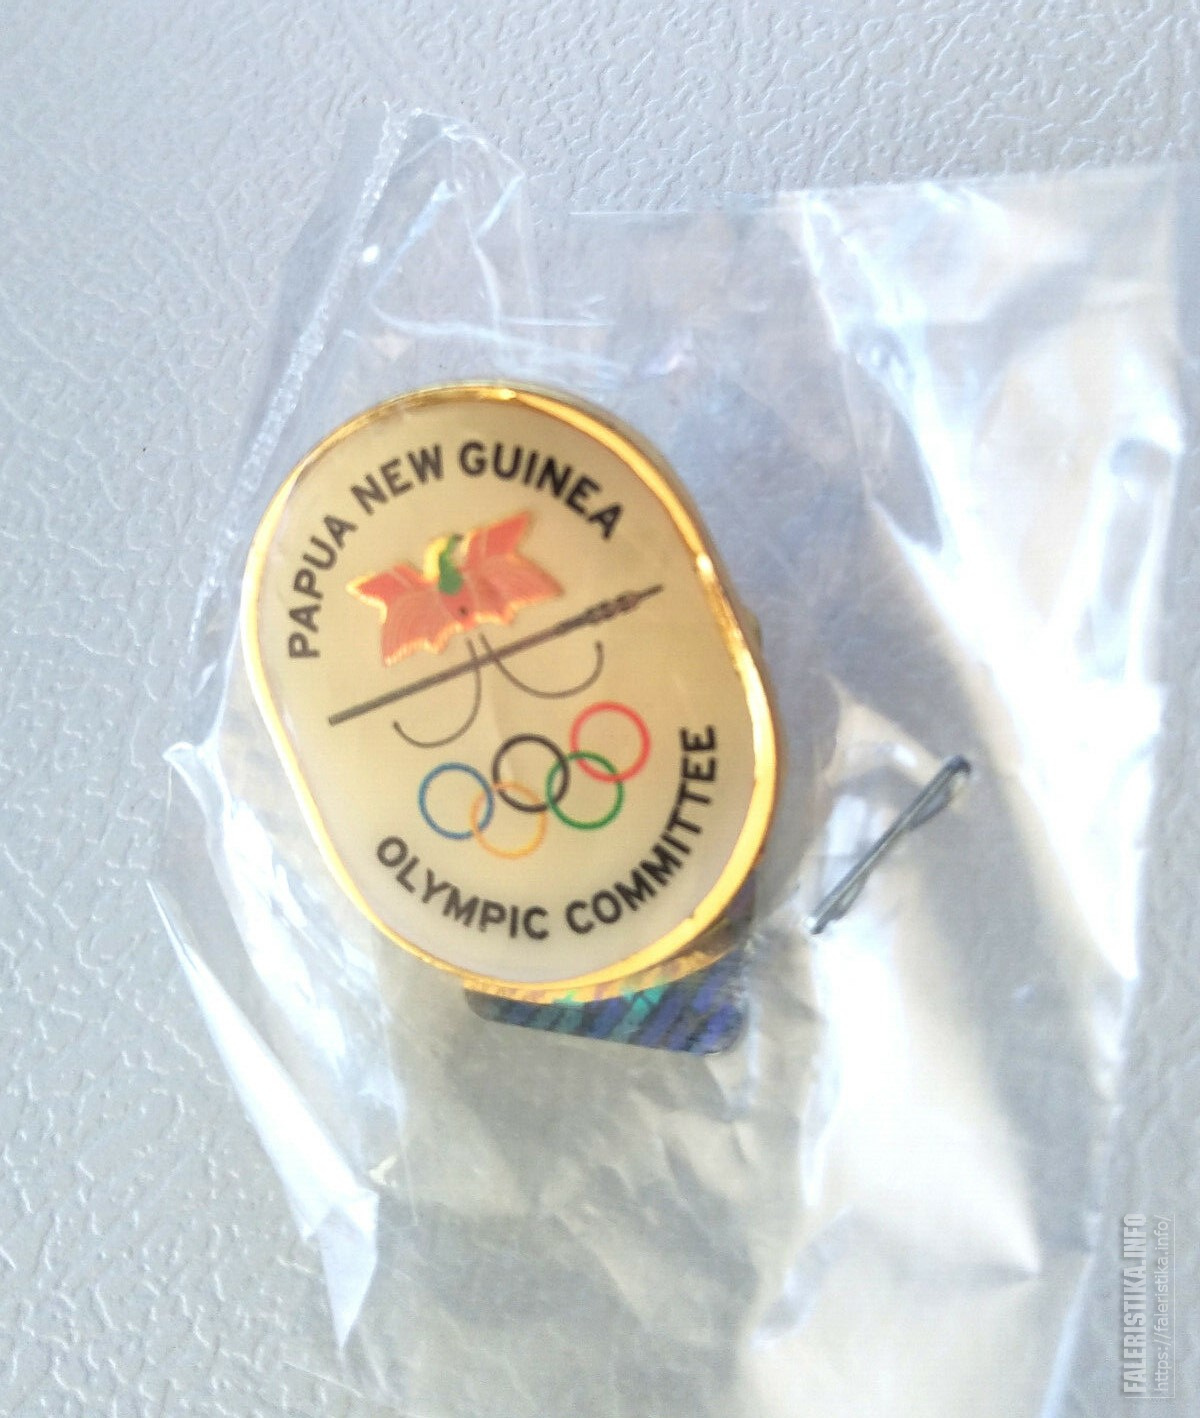 PAPUA NEW GUINEA
OLYMPIC COMMITTEE
FALERISTIKA.INFO
https://faleristika.info/